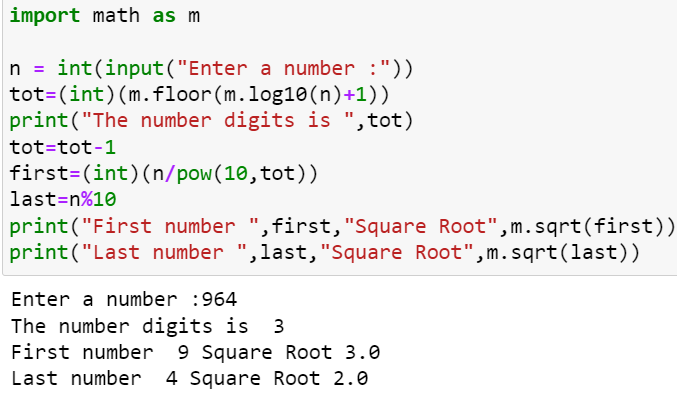 import math as m
n = int(input("Enter a number :"))
tot=(int)(m.floor(m.log10(n)+1))
print("The number digits is ",tot)
tot=tot-1
first=(int)(n/pow(10,tot))
last=n%10
print("First number ",first,"Square Root",m.sqrt(first))
print("Last number ",last,"Square Root",m.sqrt(last))
Enter a number :964
The number digits is  3
First number  9 Square Root 3.0
Last number  4 Square Root 2.0